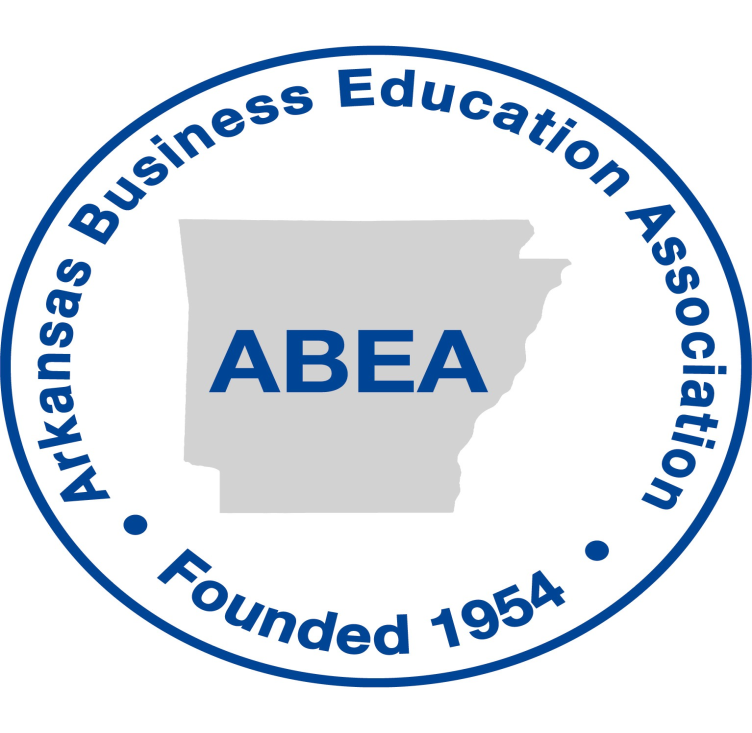 Arkansas Business Education Association
ABEA
• Founded 1954 •